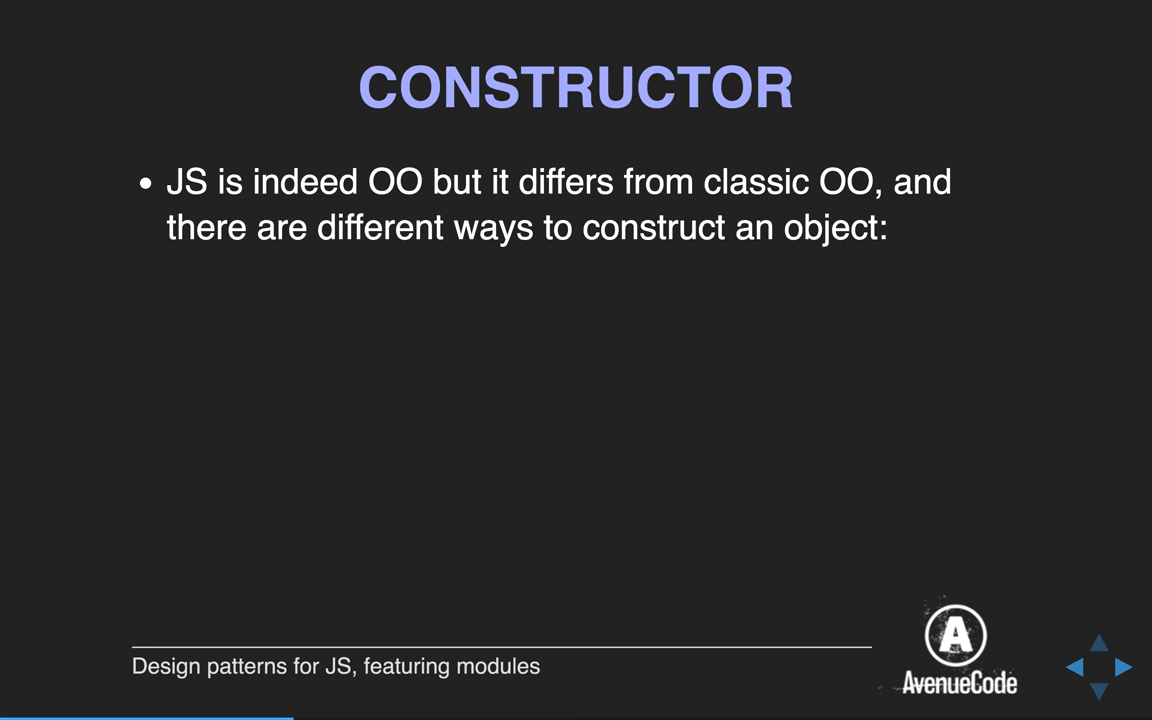 CONSTRUCTOR
• JS is indeed OO but it differs from classic OO, and
there are different ways to construct an object:
Design patterns for JS, featuring modules
A
AvenueCode